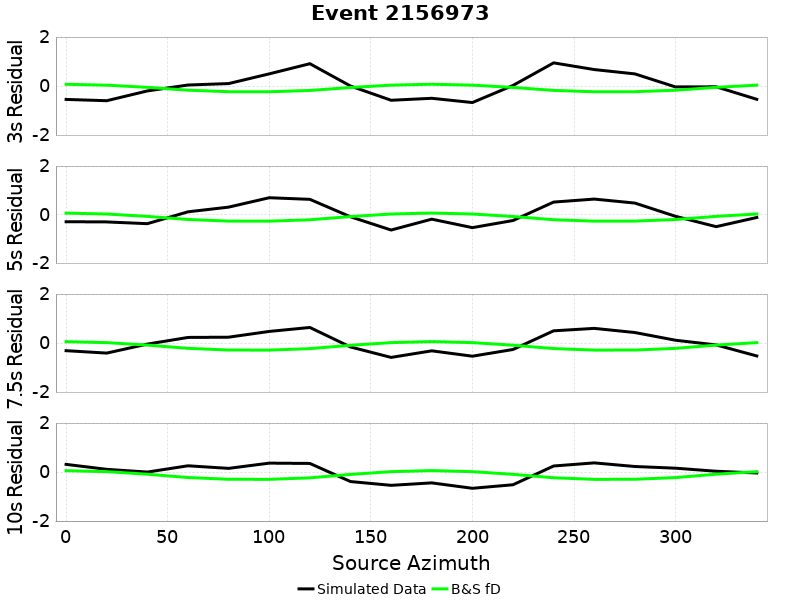 Event 2156973
3s Residual
2
0
-2
5s Residual
2
0
-2
7.5s Residual
2
0
-2
10s Residual
2
0
-2
0 50 100 150 200 250 300
Source Azimuth
Simulated Data B&S fD